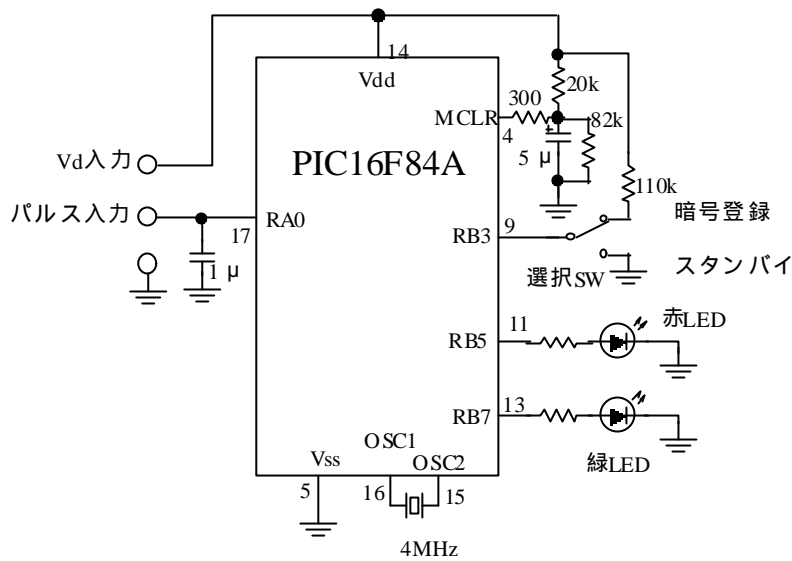 14
Vdd
20k
300
MCLR
82k
4
5 μ
Vd入力
PIC16F84A
110k
パルス入力
RA0
暗号登録
17
9
RB3
1 μ
選択SW
スタンバイ
赤LED
11
RB5
13
RB7
OSC1
緑LED
Vss
OSC2
5
16
15
4MHz